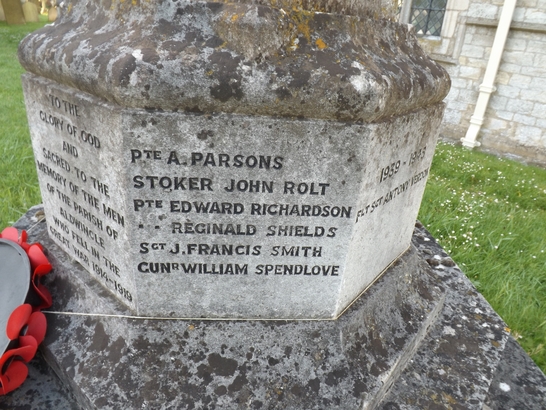 TO THE
GLORY OF GOD
AND
SACRED TO THE
MEMORY OF THE MEN
OF THE PARISH OF
ALDWINCLE
WHO FELL IN THE
GREAT WAR 1914-1919
PTE A. PARSONS
STOKER JOHN ROLT
PTE EDWARD RICHARDSON
" " REGINALD SHIELDS
SGT J. FRANCIS SMITH
GUNR WILLIAM SPENDLOVE
1939 - 1945
FLT SGT ANTONY